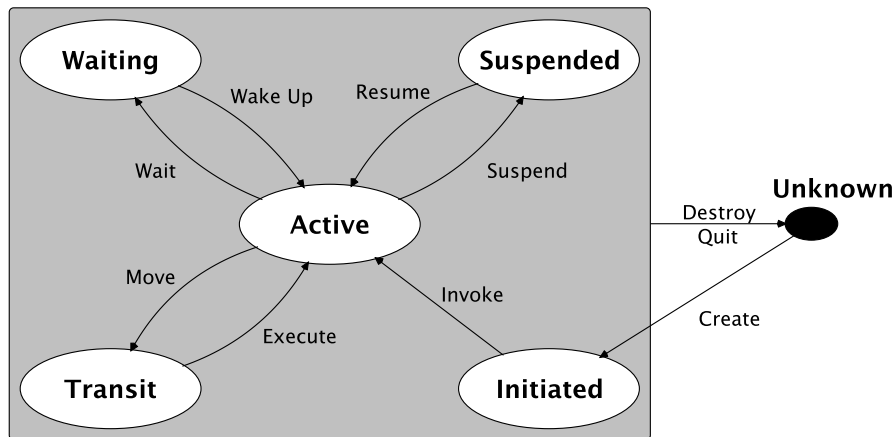 Waiting
Suspended
Wake Up
Resume
Wait
Suspend
Unknown
Active
Destroy
Quit
Move
Invoke
Execute
Create
Transit
Initiated